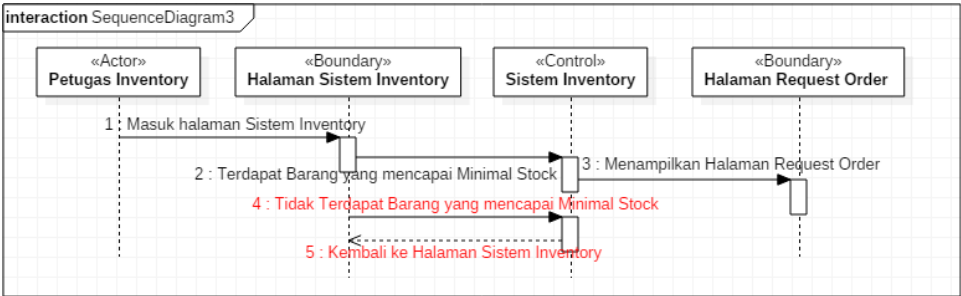 interaction SequenceDiagram3
«Actor»
Petugas Inventory
«Boundary»
Halaman Sistem Inventory
«Control»
Sistem Inventory
«Boundary»
Halaman Request Order
1 : Masuk halaman Sistem Inventory
2 : Terdapat Barang yang mencapai Minimal Stock
3 : Menampilkan Halaman Request Order
4 : Tidak Terdapat Barang yang mencapai Minimal Stock
5 : Kembali ke Halaman Sistem Inventory